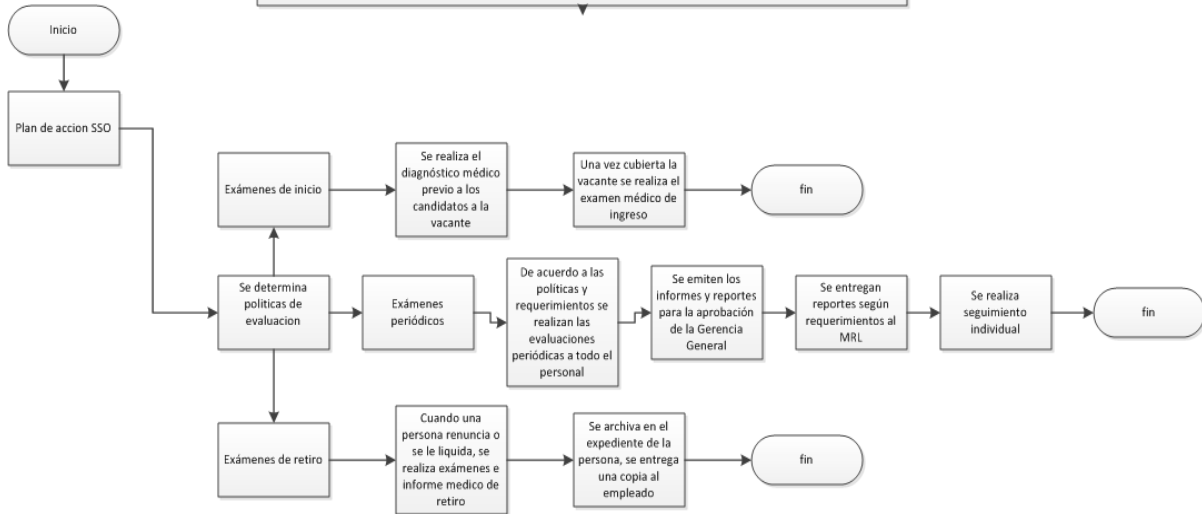 Inicio
Plan de accion SSO
Exámenes de inicio
Se realiza el
diagnóstico médico
previo a los
candidatos a la
vacante
Una vez cubierta la
vacante se realiza el
examen médico de
ingreso
fin
Se determina
politicas de
evaluacion
Exámenes
periódicos
De acuerdo a las
políticas y
requerimientos se
realizan las
evaluaciones
periódicas a todo el
personal
Se emiten los
informes y reportes
para la aprobación
de la Gerencia
General
Se entregan
reportes según
requerimientos al
MRL
Se realiza
seguimiento
individual
fin
Exámenes de retiro
Cuando una
persona renuncia o
se le liquida, se
realiza exámenes e
informe medico de
retiro
Se archiva en el
expediente de la
persona, se entrega
una copia al
empleado
fin